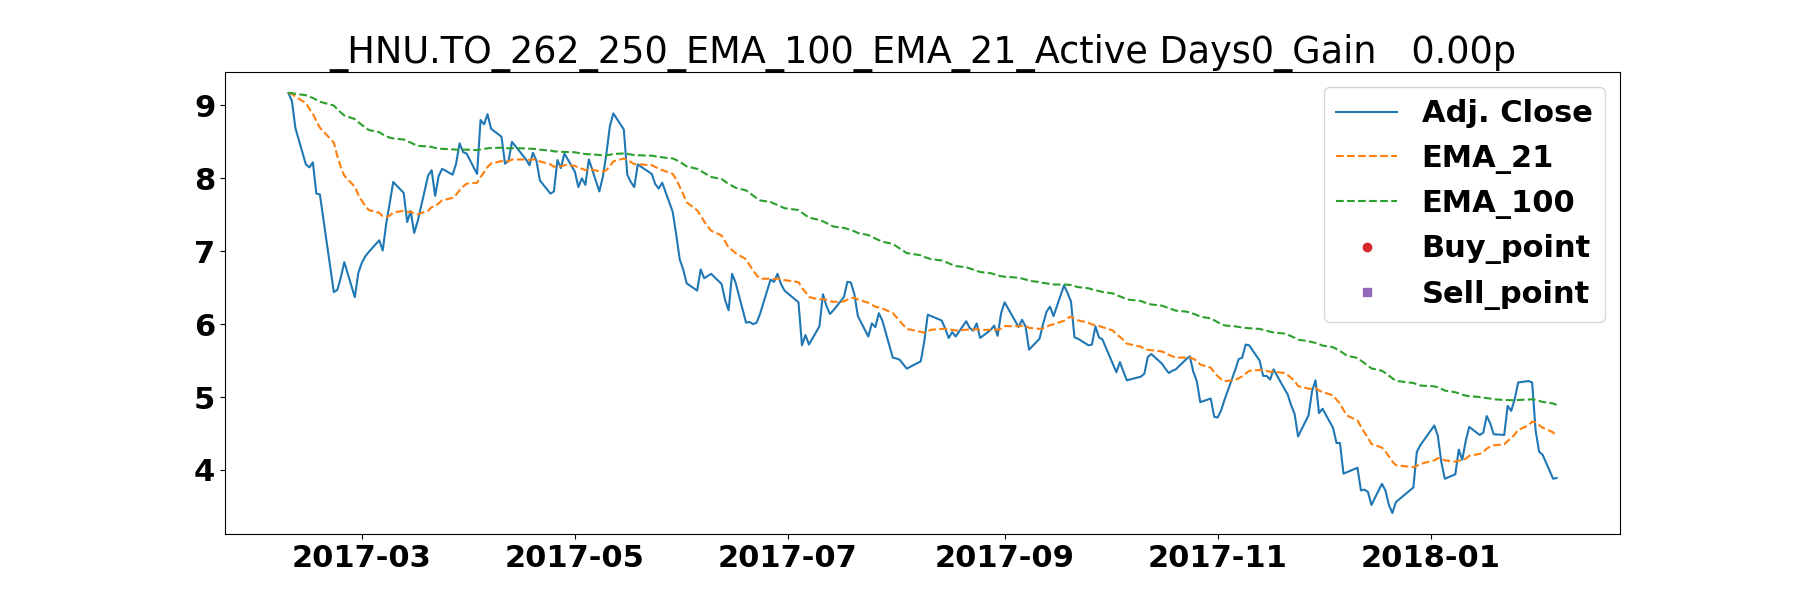 _HNU.TO_262_250_EMA_100_EMA_21_Active Days0_Gain   0.00p
9
8
7
6
5
4
Adj. Close
EMA_21
EMA_100
Buy_point
Sell_point
2017-03 2017-05 2017-07 2017-09 2017-11 2018-01